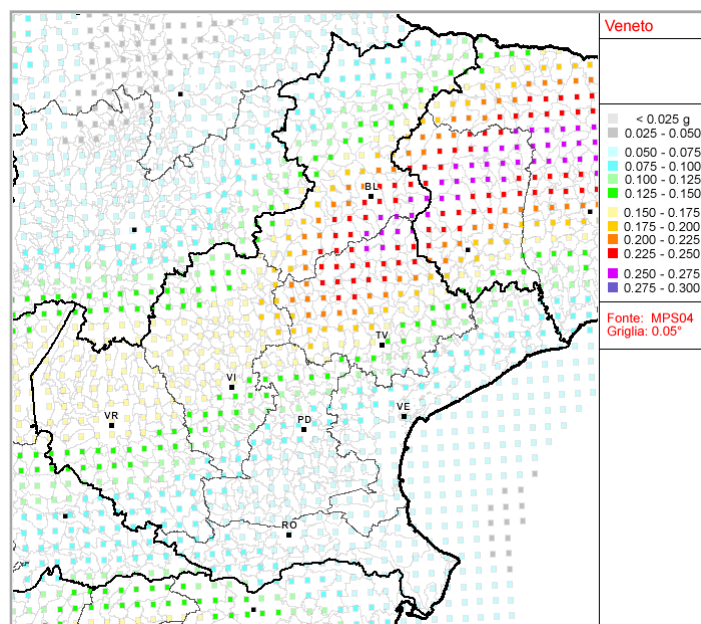 Veneto
< 0.025 g
0.025 - 0.050
0.050 - 0.075
0.075 - 0.100
0.100 - 0.125
0.125 - 0.150
0.150 - 0.175
0.175 - 0.200
0.200 - 0.225
0.225 - 0.250
0.250 - 0.275
0.275 - 0.300
Fonte: MPS04
Griglia: 0.05°
BL
TV
VI
VR
PD
VE
RO